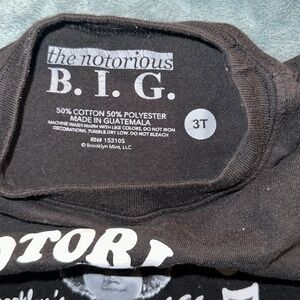 the notorious
B. I. G.
50% COTTON 50% POLYESTER
MADE IN GUATEMALA
MACHINE WASH WARM WITH LIKE COLORS. DO NOT IRON
DECORATIONS, TUMBLE DRY LOW. DO NOT BLEACH
RN# 153105
© Brooklyn Mint, LLC
3T
OTORI